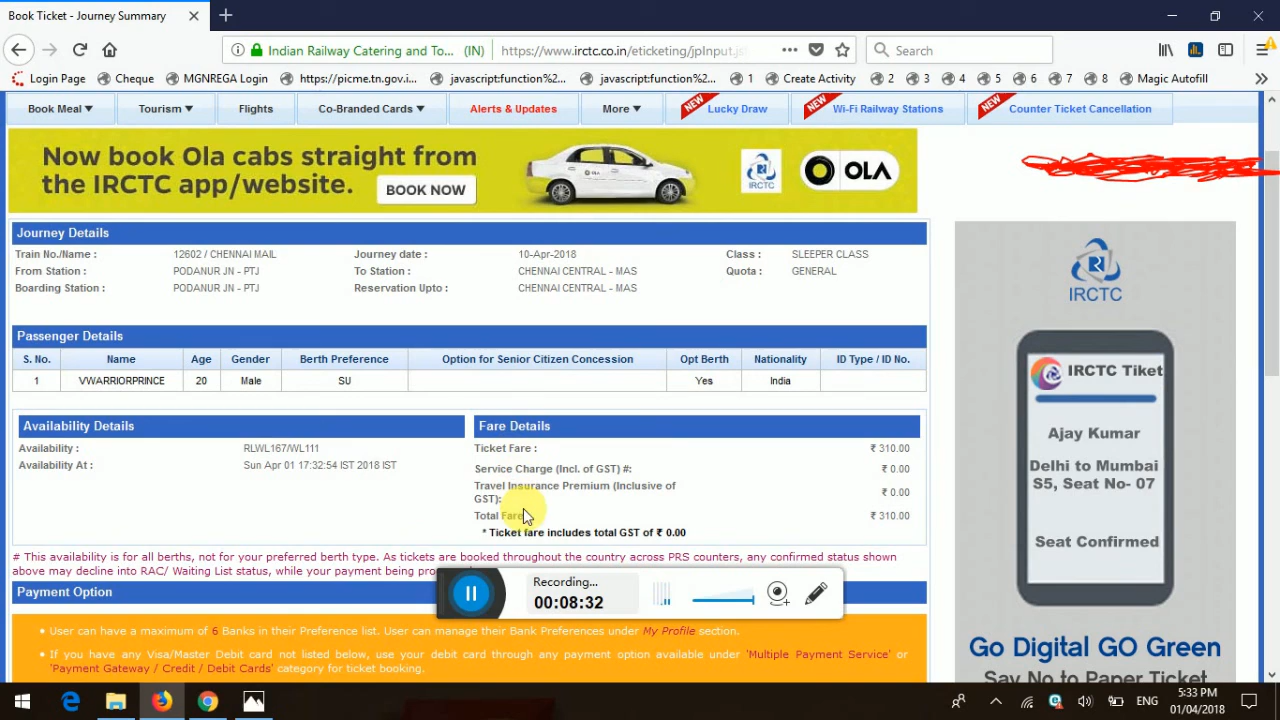 Book Ticket - Journey Summary
Indian Railway Catering and To... (IN) https://www.irctc.co.in/eticketing/jpInput.js Search
Login Page Cheque MGNREGA Login https://picme.tn.gov.i... javascript:function%2... javascript:function%2... 1 Create Activity 2 3 4 5 6 7 8 Magic Autofill
Book Meal Tourism Flights Co-Branded Cards Alerts & Updates More NEW Lucky Draw NEW Wi-Fi Railway Stations NEW Counter Ticket Cancellation
Now book Ola cabs straight from
the IRCTC app/website. BOOK NOW IRCTC OLA
Journey Details
Train No./Name : 12602 / CHENNAI MAIL Journey date : 10-Apr-2018 Class : SLEEPER CLASS
From Station : PODANUR JN - PTJ To Station : CHENNAI CENTRAL - MAS Quota : GENERAL
Boarding Station : PODANUR JN - PTJ Reservation Upto : CHENNAI CENTRAL - MAS
Passenger Details
S. No. Name Age Gender Berth Preference Option for Senior Citizen Concession Opt Berth Nationality ID Type / ID No.
1 VWARRIORPRINCE 20 Male SU Yes India
Availability Details
Availability : RLWL167/WL111
Availability At : Sun Apr 01 17:32:54 IST 2018 IST
Fare Details
Ticket Fare : ₹ 310.00
Service Charge (Incl. of GST) #: ₹ 0.00
Travel Insurance Premium (Inclusive of
GST): ₹ 0.00
Total Fare ₹ 310.00
* Ticket fare includes total GST of ₹ 0.00
# This availability is for all berths, not for your preferred berth type. As tickets are booked throughout the country across PRS counters, any confirmed status shown
above may decline into RAC/ Waiting List status, while your payment being
Payment Option
Recording...
00:08:32
User can have a maximum of 6 Banks in their Preference list. User can manage their Bank Preferences under My Profile section.
If you have any Visa/Master Debit card not listed below, use your debit card through any payment option available under 'Multiple Payment Service' or
'Payment Gateway / Credit / Debit Cards' category for ticket booking.
IRCTC
IRCTC Tiket
Ajay Kumar
Delhi to Mumbai
S5, Seat No- 07
Seat Confirmed
Go Digital GO Green
Say No to Paper Ticket
ENG 5:33 PM
01/04/2018